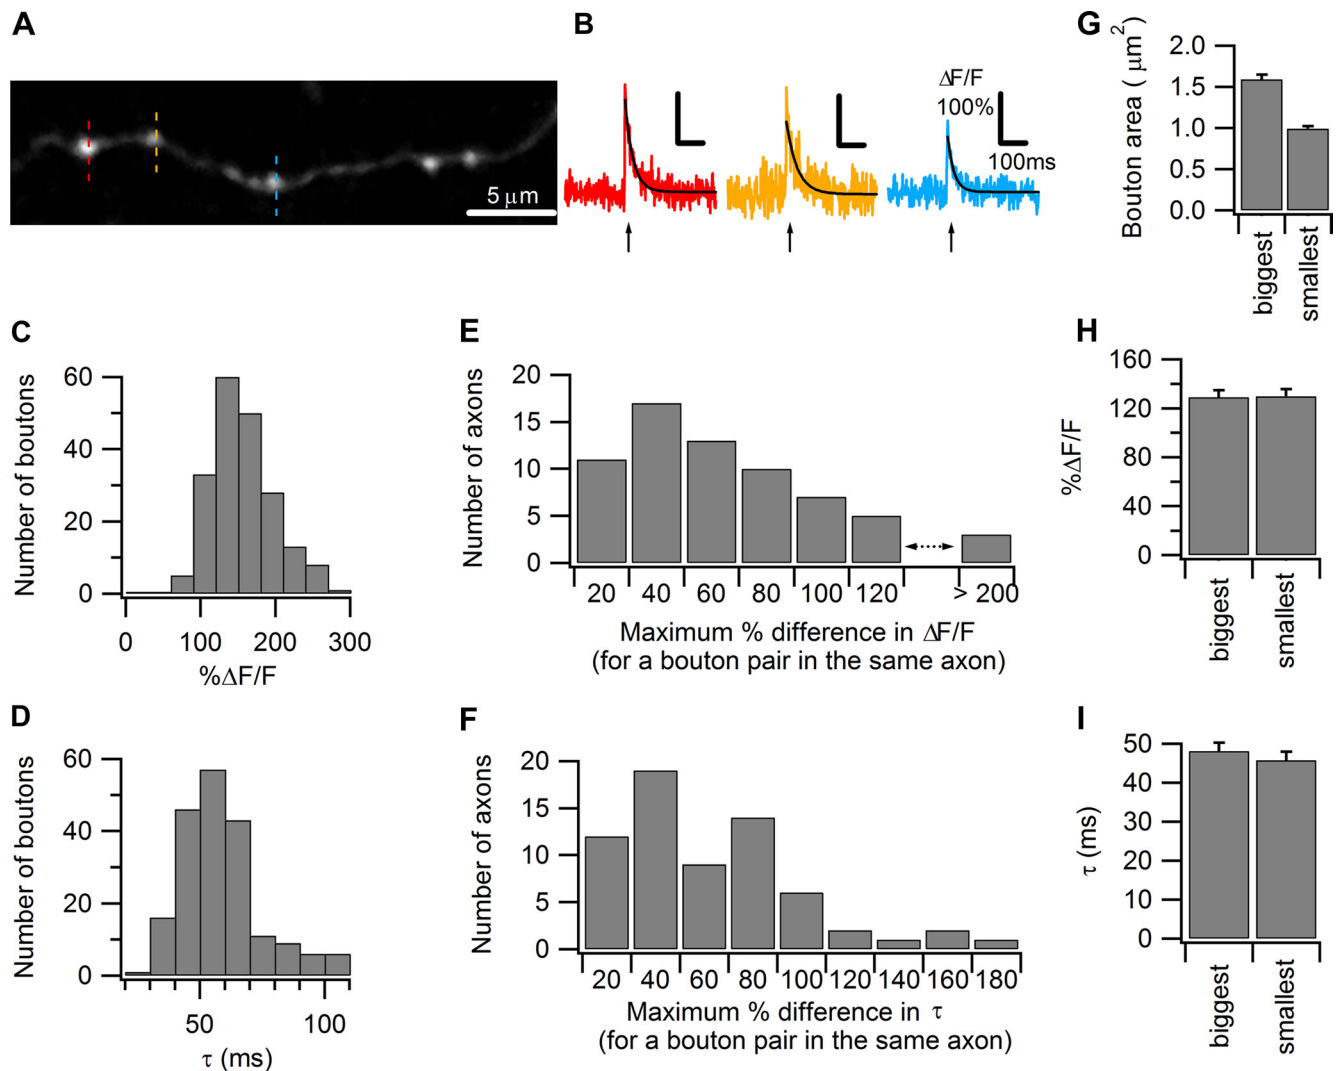 A
5 µm
B
ΔF/F
100%
100ms
C
Number of boutons
60
40
20
0
0 100 200 300
%ΔF/F
D
Number of boutons
60
40
20
0
50 100
τ (ms)
E
Number of axons
20
15
10
5
0
20 40 60 80 100 120 > 200
Maximum % difference in ΔF/F
(for a bouton pair in the same axon)
F
Number of axons
20
15
10
5
0
20 40 60 80 100 120 140 160 180
Maximum % difference in τ
(for a bouton pair in the same axon)
G
Bouton area ( µm²)
2.0
1.5
1.0
0.5
0.0
biggest
smallest
H
%ΔF/F
160
120
80
40
0
biggest
smallest
I
τ (ms)
50
40
30
20
10
0
biggest
smallest